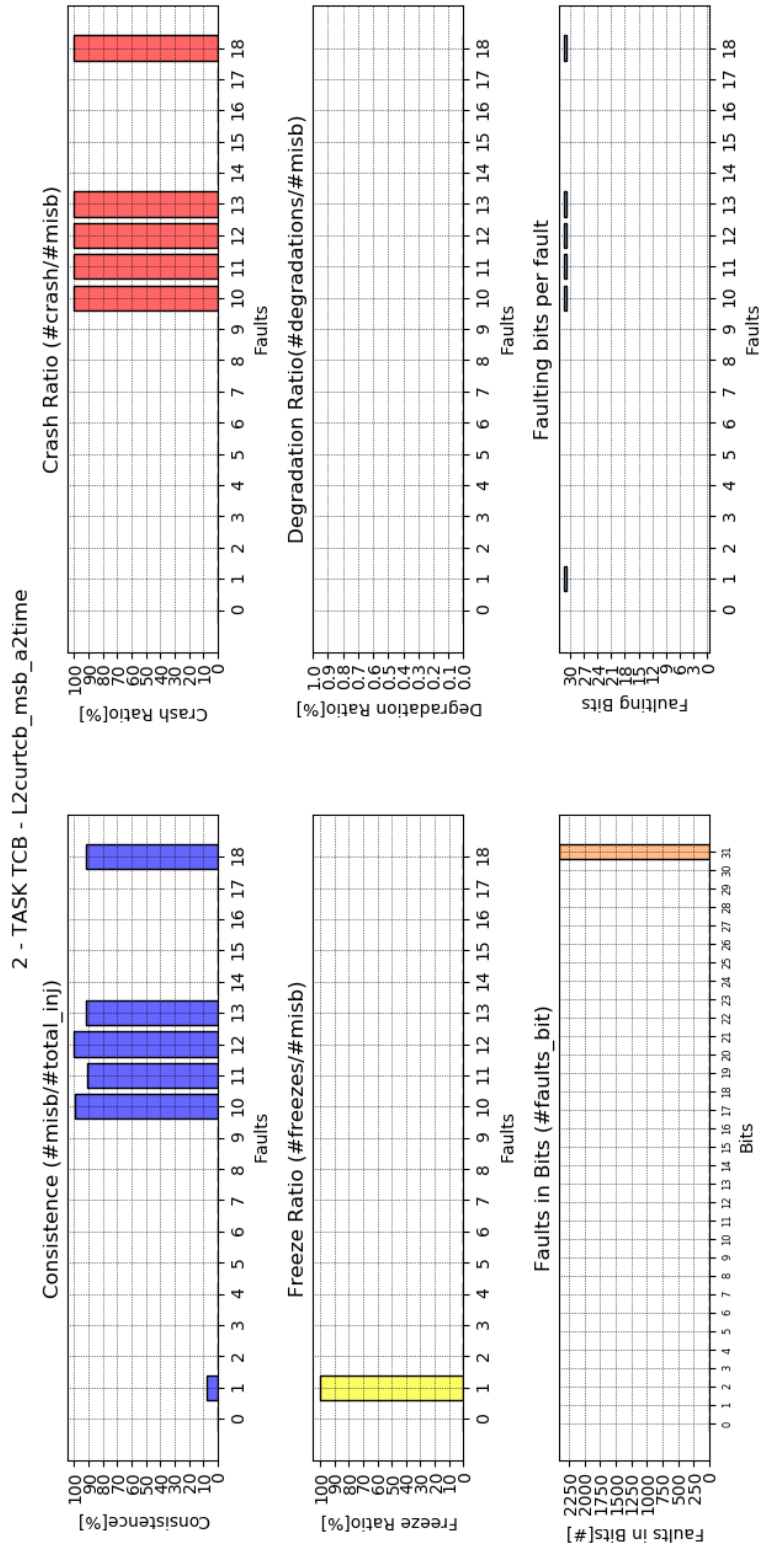 2 - TASK TCB - L2curtcb_msb_a2time
Consistence (#misb/#total_inj)
Consistence[%]
100
90
80
70
60
50
40
30
20
10
0
0 1 2 3 4 5 6 7 8 9 10 11 12 13 14 15 16 17 18
Faults
Crash Ratio (#crash/#misb)
Crash Ratio[%]
100
90
80
70
60
50
40
30
20
10
0
0 1 2 3 4 5 6 7 8 9 10 11 12 13 14 15 16 17 18
Faults
Freeze Ratio (#freezes/#misb)
Freeze Ratio[%]
100
90
80
70
60
50
40
30
20
10
0
0 1 2 3 4 5 6 7 8 9 10 11 12 13 14 15 16 17 18
Faults
Degradation Ratio(#degradations/#misb)
Degradation Ratio[%]
1.0
0.9
0.8
0.7
0.6
0.5
0.4
0.3
0.2
0.1
0.0
0 1 2 3 4 5 6 7 8 9 10 11 12 13 14 15 16 17 18
Faults
Faults in Bits (#faults_bit)
Faults in Bits[#]
2250
2000
1750
1500
1250
1000
750
500
250
0
0 1 2 3 4 5 6 7 8 9 10 11 12 13 14 15 16 17 18 19 20 21 22 23 24 25 26 27 28 29 30 31
Bits
Faulting bits per fault
Faulting Bits
30
27
24
21
18
15
12
9
6
3
0
0 1 2 3 4 5 6 7 8 9 10 11 12 13 14 15 16 17 18
Faults